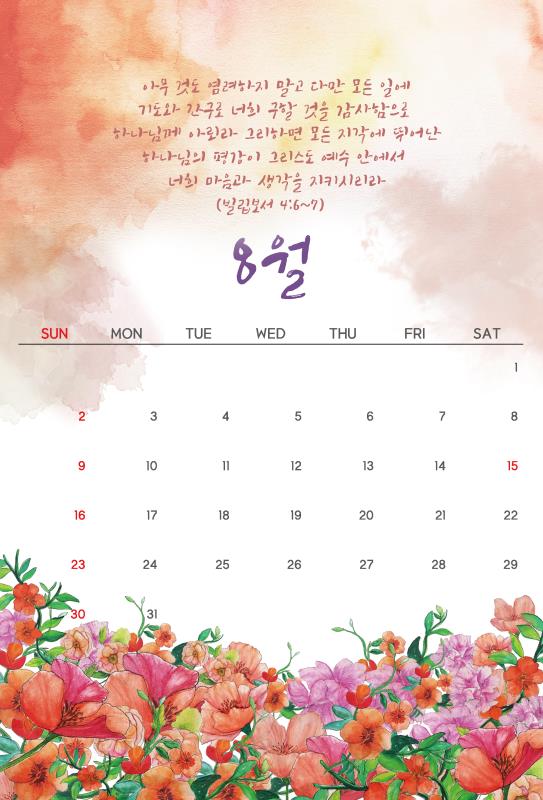 아무 것도 염려하지 말고 다만 모든 일에
기도와 간구로 너희 구할 것을 감사함으로
하나님께 아뢰라 그리하면 모든 지각에 뛰어난
하나님의 평강이 그리스도 예수 안에서
너희 마음과 생각을 지키시리라
(빌립보서 4:6~7)
8월
SUN MON TUE WED THU FRI SAT
1
2 3 4 5 6 7 8
9 10 11 12 13 14 15
16 17 18 19 20 21 22
23 24 25 26 27 28 29
30 31